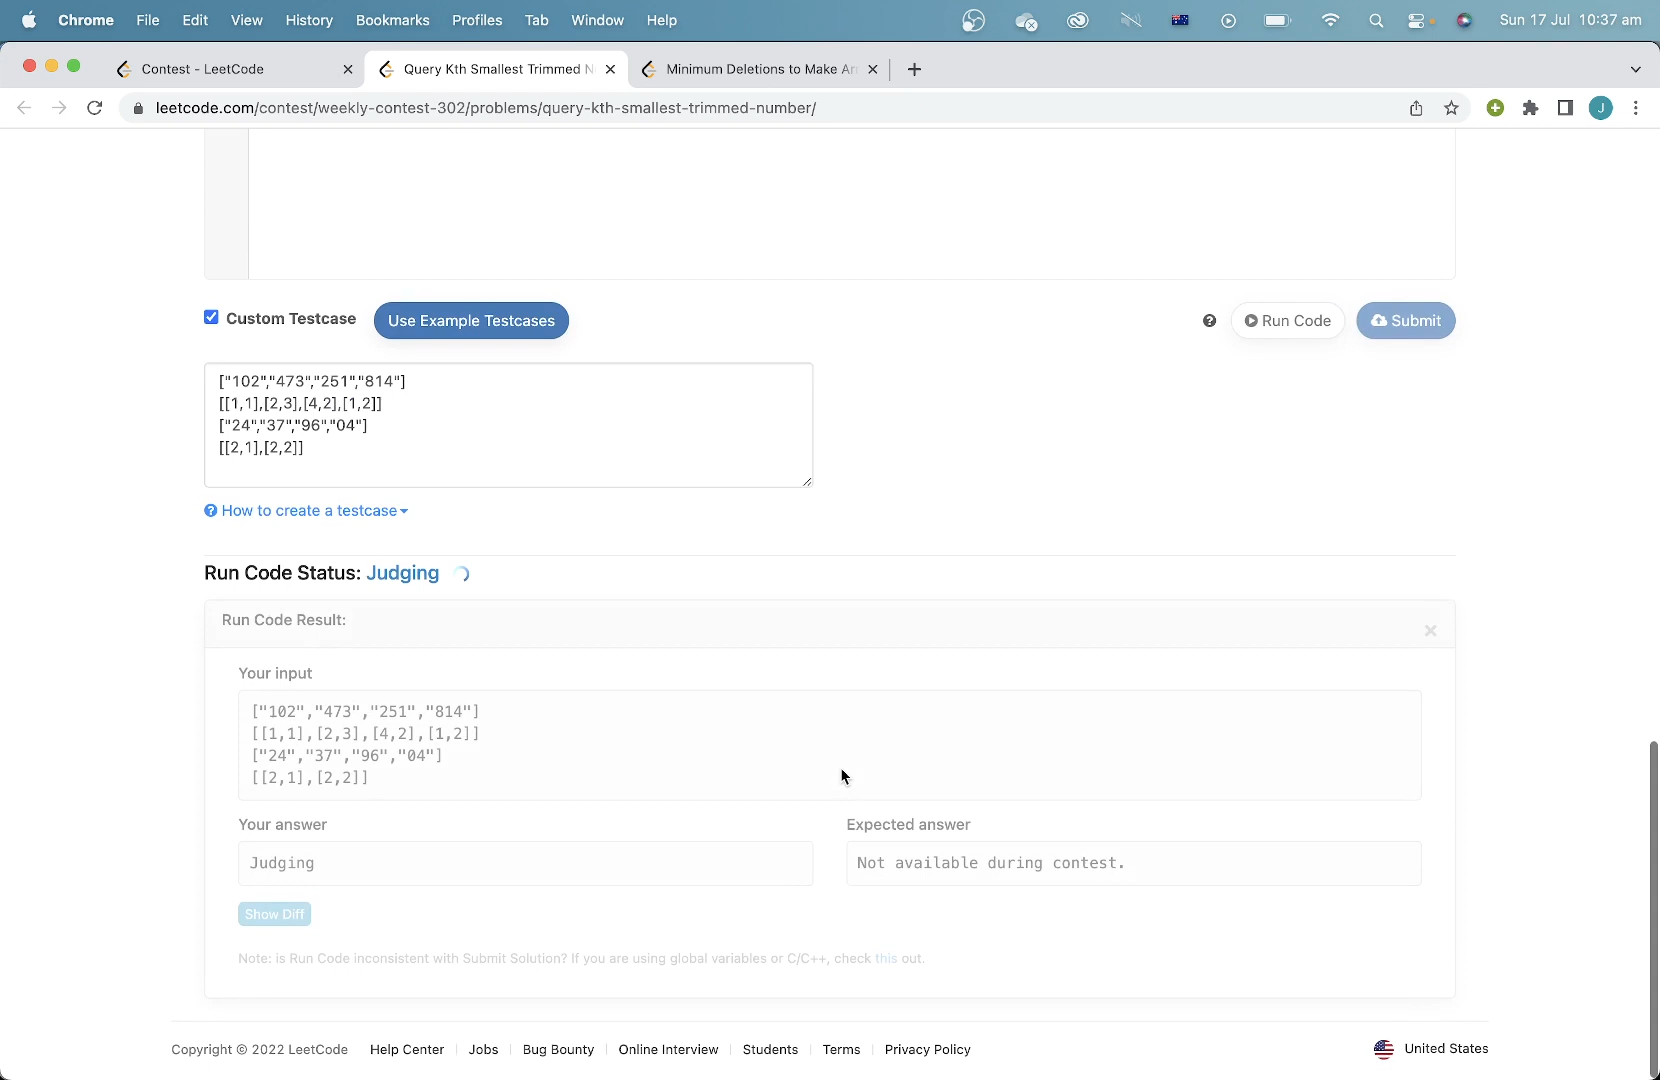 Chrome File Edit View History Bookmarks Profiles Tab Window Help Sun 17 Jul 10:37 am
Contest - LeetCode Query Kth Smallest Trimmed N Minimum Deletions to Make Ar
leetcode.com/contest/weekly-contest-302/problems/query-kth-smallest-trimmed-number/ J
Custom Testcase Use Example Testcases Run Code Submit
["102","473","251","814"]
[[1,1],[2,3],[4,2],[1,2]]
["24","37","96","04"]
[[2,1],[2,2]]
How to create a testcase
Run Code Status: Judging
Run Code Result:
Your input
["102","473","251","814"]
[[1,1],[2,3],[4,2],[1,2]]
["24","37","96","04"]
[[2,1],[2,2]]
Your answer Expected answer
Judging Not available during contest.
Show Diff
Note: is Run Code inconsistent with Submit Solution? If you are using global variables or C/C++, check this out.
Copyright © 2022 LeetCode Help Center Jobs Bug Bounty Online Interview Students Terms Privacy Policy United States